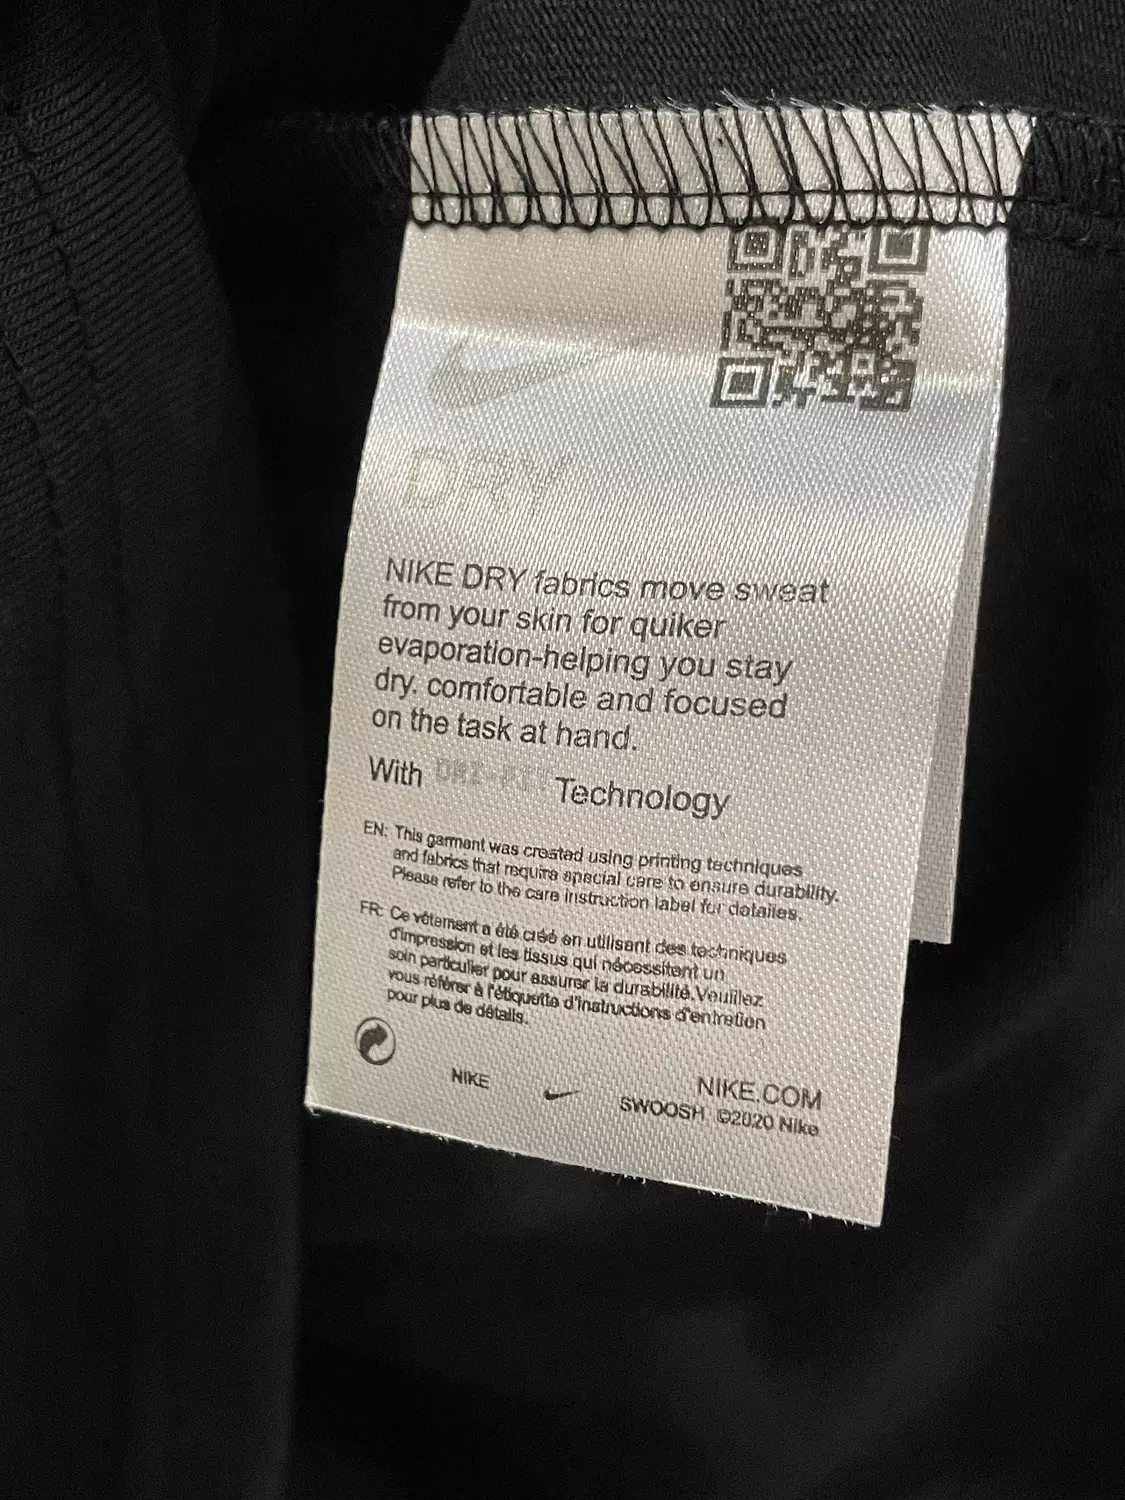 DRY
NIKE DRY fabrics move sweat
from your skin for quiker
evaporation-helping you stay
dry. comfortable and focused
on the task at hand.
With DRI-FIT Technology
EN: This garment was created using printing techniques
and fabrics that require special care to ensure durability.
Please refer to the care instruction label for detailes.
FR: Ce vêtement a été créé en utilisant des techniques
d'impression et les tissus qui nécessitent un
soin particulier pour assurer la durabilité.Veuillez
vous référer à l'étiquette d'instructions d'entretien
pour plus de détails.
NIKE
NIKE.COM
SWOOSH ©2020 Nike